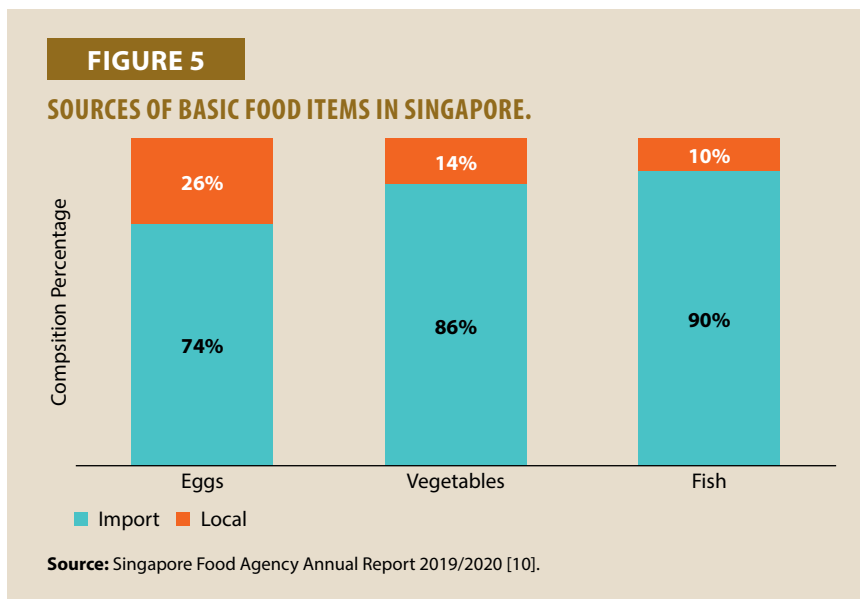 FIGURE 5
SOURCES OF BASIC FOOD ITEMS IN SINGAPORE.
Compsition Percentage
26%
14%
10%
74%
86%
90%
Eggs
Vegetables
Fish
Import
Local
Source: Singapore Food Agency Annual Report 2019/2020 [10].